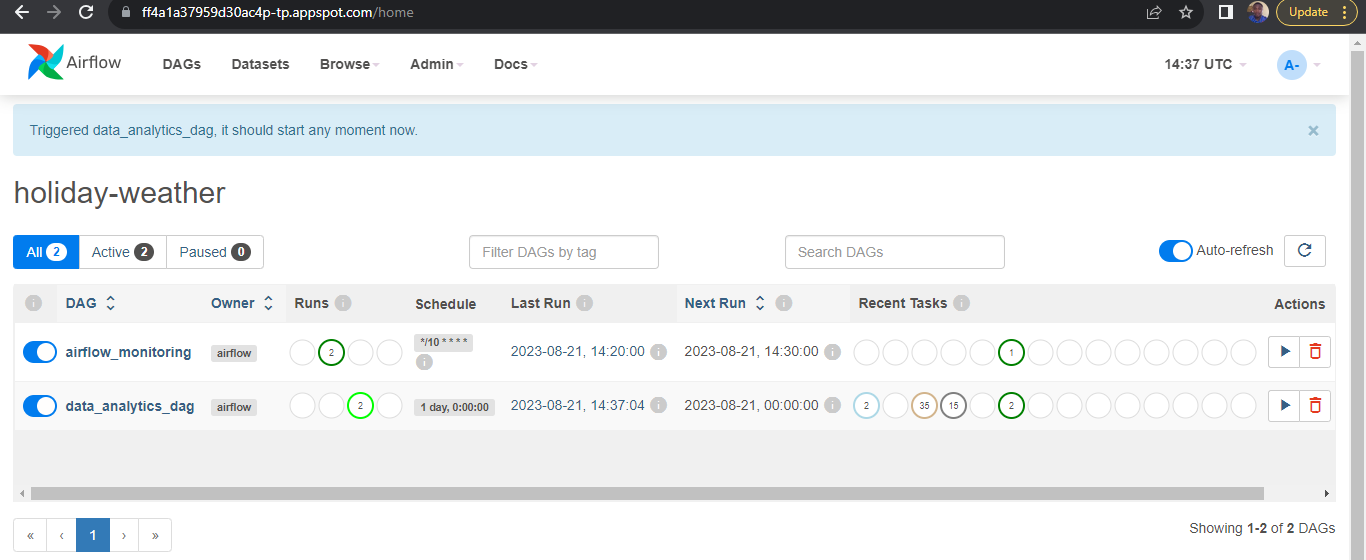 ff4a1a37959d30ac4p-tp.appspot.com/home Update
Airflow DAGs Datasets Browse Admin Docs 14:37 UTC A-
Triggered data_analytics_dag, it should start any moment now. ×
holiday-weather
All 2 Active 2 Paused 0 Filter DAGs by tag Search DAGs Auto-refresh
i DAG Owner Runs i Schedule Last Run i Next Run i Recent Tasks i Actions
airflow_monitoring airflow 2 */10 * * * * i 2023-08-21, 14:20:00 i 2023-08-21, 14:30:00 i 1
data_analytics_dag airflow 2 1 day, 0:00:00 2023-08-21, 14:37:04 i 2023-08-21, 00:00:00 i 2 35 15 2
« ‹ 1 › » Showing 1-2 of 2 DAGs